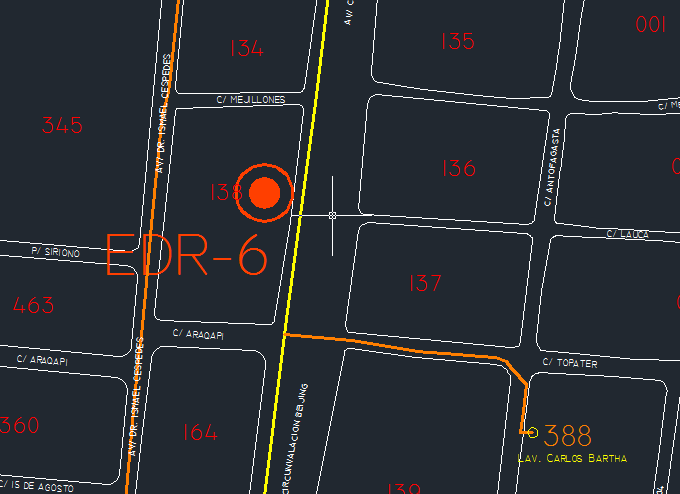 AV/
134
135
001
C/ MEJILLONES
AV/ DR. ISMAEL CESPEDES
345
C/ ANTOFAGASTA
138
136
EDR-6
P/ SIRIONO
C/ LAUCA
463
137
C/ ARAQAPI
C/ ARAQAPI
C/ TOPATER
AV/ DR. ISMAEL CESPEDES
CIRCUNVALACION BEIJING
360
164
388
LAV. CARLOS BARTHA
C/ 15 DE AGOSTO
139